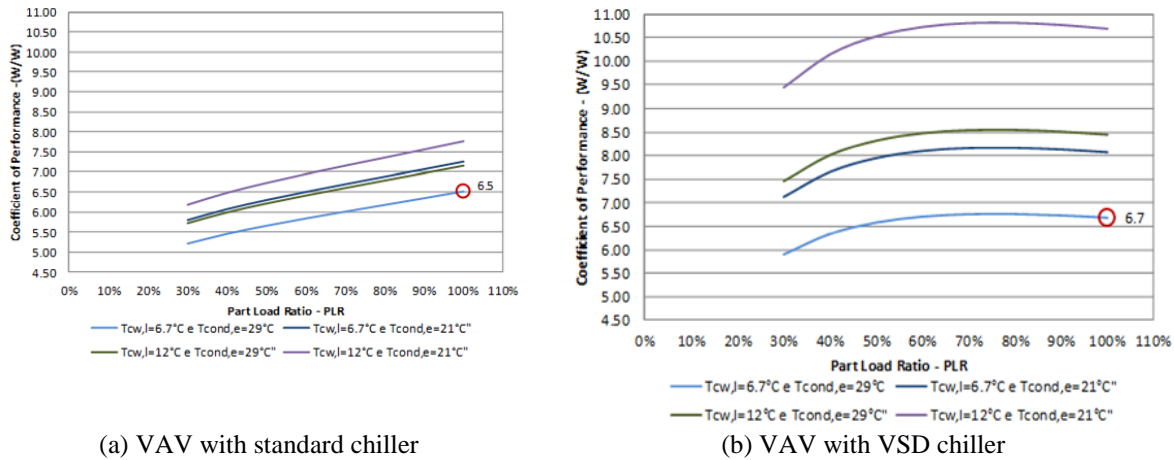 11.00
10.50
10.00
9.50
9.00
8.50
8.00
7.50
7.00
6.50
6.00
5.50
5.00
4.50
Coefficient of Performance -(W/W)
6.5
0% 10% 20% 30% 40% 50% 60% 70% 80% 90% 100% 110%
Part Load Ratio - PLR
Tcw,l=6.7°C e Tcond,e=29°C
Tcw,l=6.7°C e Tcond,e=21°C"
Tcw,l=12°C e Tcond,e=29°C"
Tcw,l=12°C e Tcond,e=21°C"
(a) VAV with standard chiller
11.00
10.50
10.00
9.50
9.00
8.50
8.00
7.50
7.00
6.50
6.00
5.50
5.00
4.50
Coefficient of Performance - (W/W)
6.7
0% 10% 20% 30% 40% 50% 60% 70% 80% 90% 100% 110%
Part Load Ratio - PLR
Tcw,l=6.7°C e Tcond,e=29°C
Tcw,l=6.7°C e Tcond,e=21°C"
Tcw,l=12°C e Tcond,e=29°C"
Tcw,l=12°C e Tcond,e=21°C"
(b) VAV with VSD chiller